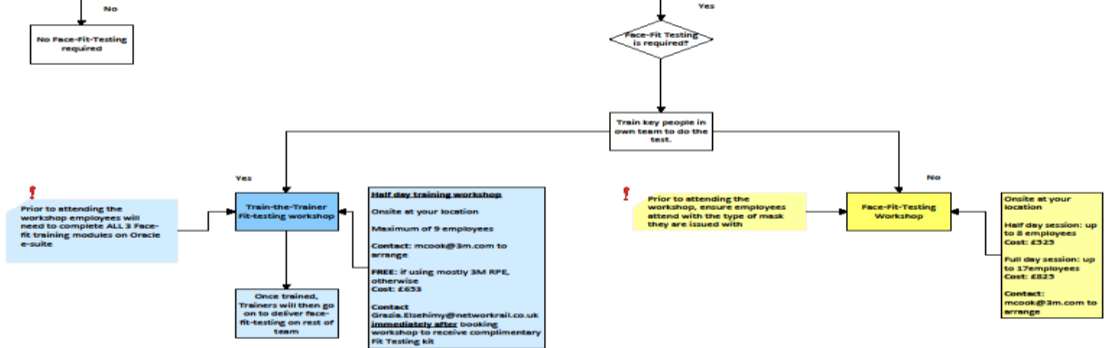 No
Yes
No Face-Fit-Testing
required
Face-Fit Testing
is required?
Train key people in
own team to do the
test.
Yes
No
Prior to attending the
workshop employees will
need to complete ALL 3 Face-
fit training modules on Oracle
e-suite
Train-the-Trainer
Fit-testing workshop
Half day training workshop
Onsite at your location
Maximum of 9 employees
Contact: mcook@3m.com to
arrange
FREE: if using mostly 3M RPE,
otherwise
Cost: £653
Contact
Grazia.Elsehimy@networkrail.co.uk
immediately after booking
workshop to receive complimentary
Fit Testing kit
Once trained,
Trainers will then go
on to deliver face-
fit-testing on rest of
team
Prior to attending the
workshop, ensure employees
attend with the type of mask
they are issued with
Face-Fit-Testing
Workshop
Onsite at your
location
Half day session: up
to 8 employees
Cost: £525
Full day session: up
to 17employees
Cost: £825
Contact:
mcook@3m.com to
arrange